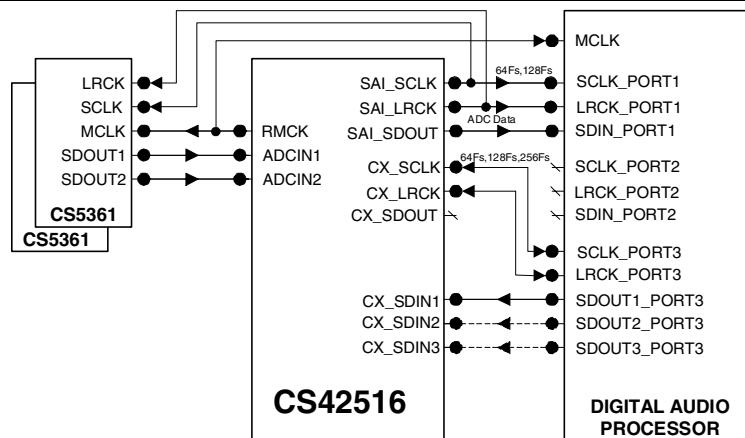 MCLK
64Fs,128Fs
LRCK
SAI_SCLK
SCLK_PORT1
SCLK
SAI_LRCK
LRCK_PORT1
ADC Data
MCLK
RMCK
SAI_SDOUT
SDIN_PORT1
SDOUT1
ADCIN1
64Fs,128Fs,256Fs
CX_SCLK
SCLK_PORT2
SDOUT2
ADCIN2
CX_LRCK
LRCK_PORT2
CS5361
CX_SDOUT
SDIN_PORT2
CS5361
SCLK_PORT3
LRCK_PORT3
CX_SDIN1
SDOUT1_PORT3
CX_SDIN2
SDOUT2_PORT3
CX_SDIN3
SDOUT3_PORT3
CS42516
DIGITAL AUDIO
PROCESSOR